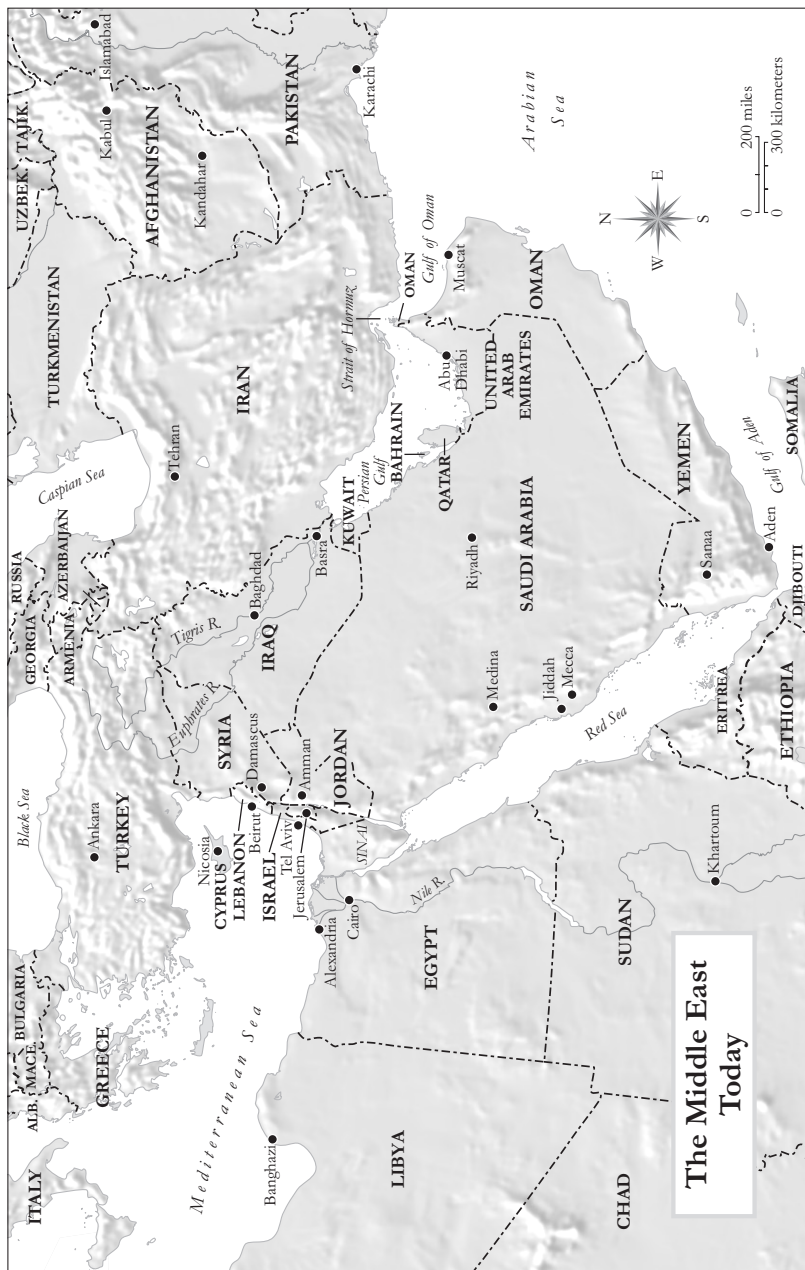 ITALY
ALB.
MACE.
BULGARIA
GREECE
Black Sea
Ankara
TURKEY
GEORGIA
RUSSIA
ARMENIA
AZERBAIJAN
Caspian Sea
TURKMENISTAN
UZBEK.
TAJIK.
Kabul
Islamabad
AFGHANISTAN
Kandahar
PAKISTAN
Karachi
Tehran
IRAN
Tigris R.
Euphrates R.
SYRIA
Baghdad
IRAQ
Basra
KUWAIT
Nicosia
CYPRUS
LEBANON
Beirut
Damascus
ISRAEL
Tel Aviv
Jerusalem
Amman
JORDAN
SINAI
Mediterranean Sea
Banghazi
Alexandria
Cairo
Nile R.
LIBYA
EGYPT
Persian
Gulf
BAHRAIN
QATAR
Strait of Hormuz
OMAN
Gulf of Oman
Muscat
Abu
Dhabi
UNITED
ARAB
EMIRATES
OMAN
Arabian
Sea
Medina
Riyadh
SAUDI ARABIA
Jiddah
Mecca
Red Sea
CHAD
SUDAN
Khartoum
ERITREA
ETHIOPIA
DJIBOUTI
Sanaa
YEMEN
Aden
Gulf of Aden
SOMALIA
N
E
S
W
0
200 miles
0
300 kilometers
The Middle East
Today